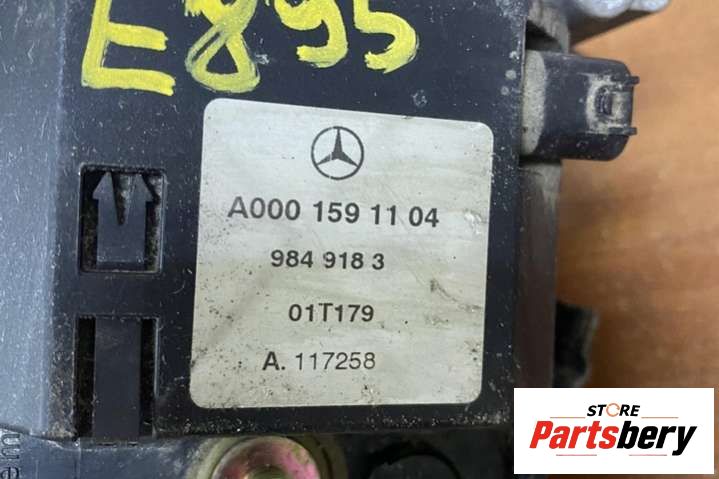 E895
A000 159 11 04
984 918 3
01T179
A. 117258
STORE
Partsbery